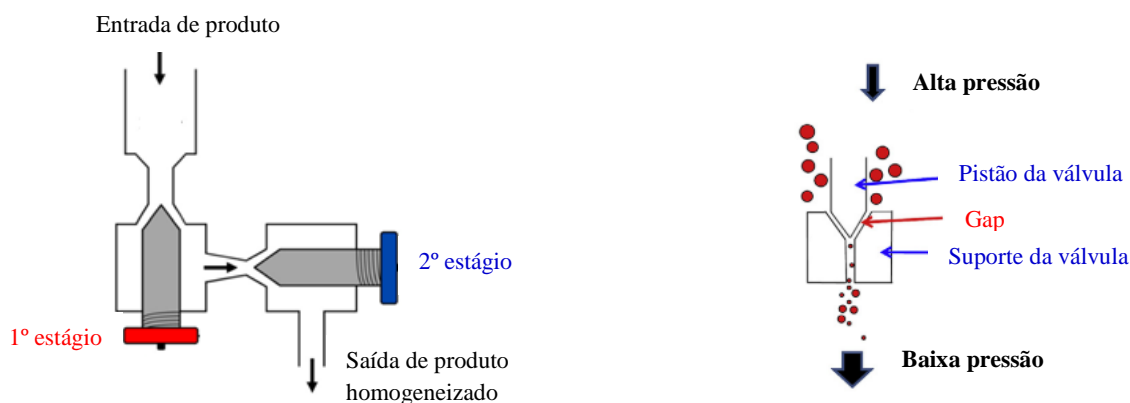 Entrada de produto
2º estágio
1º estágio
Saída de produto
homogeneizado
Alta pressão
Pistão da válvula
Gap
Suporte da válvula
Baixa pressão